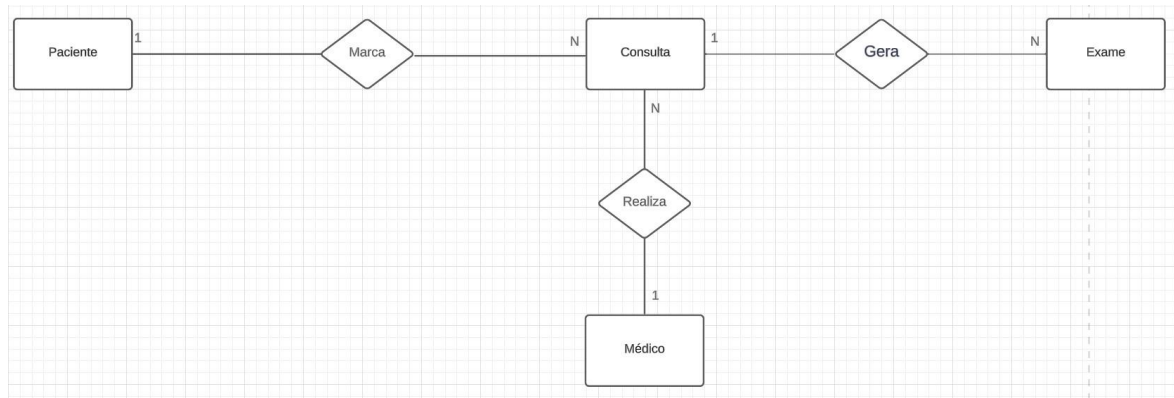 Paciente
1
Marca
N
Consulta
1
Gera
N
Exame
N
Realiza
1
Médico